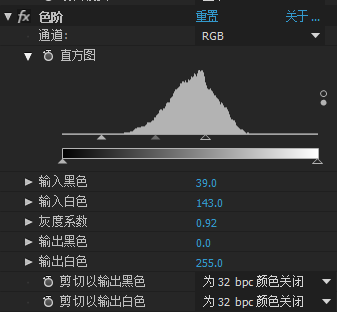 fx 色阶 重置 关于 ...
通道: RGB
直方图
输入黑色 39.0
输入白色 143.0
灰度系数 0.92
输出黑色 0.0
输出白色 255.0
剪切以输出黑色 为 32 bpc 颜色关闭
剪切以输出白色 为 32 bpc 颜色关闭